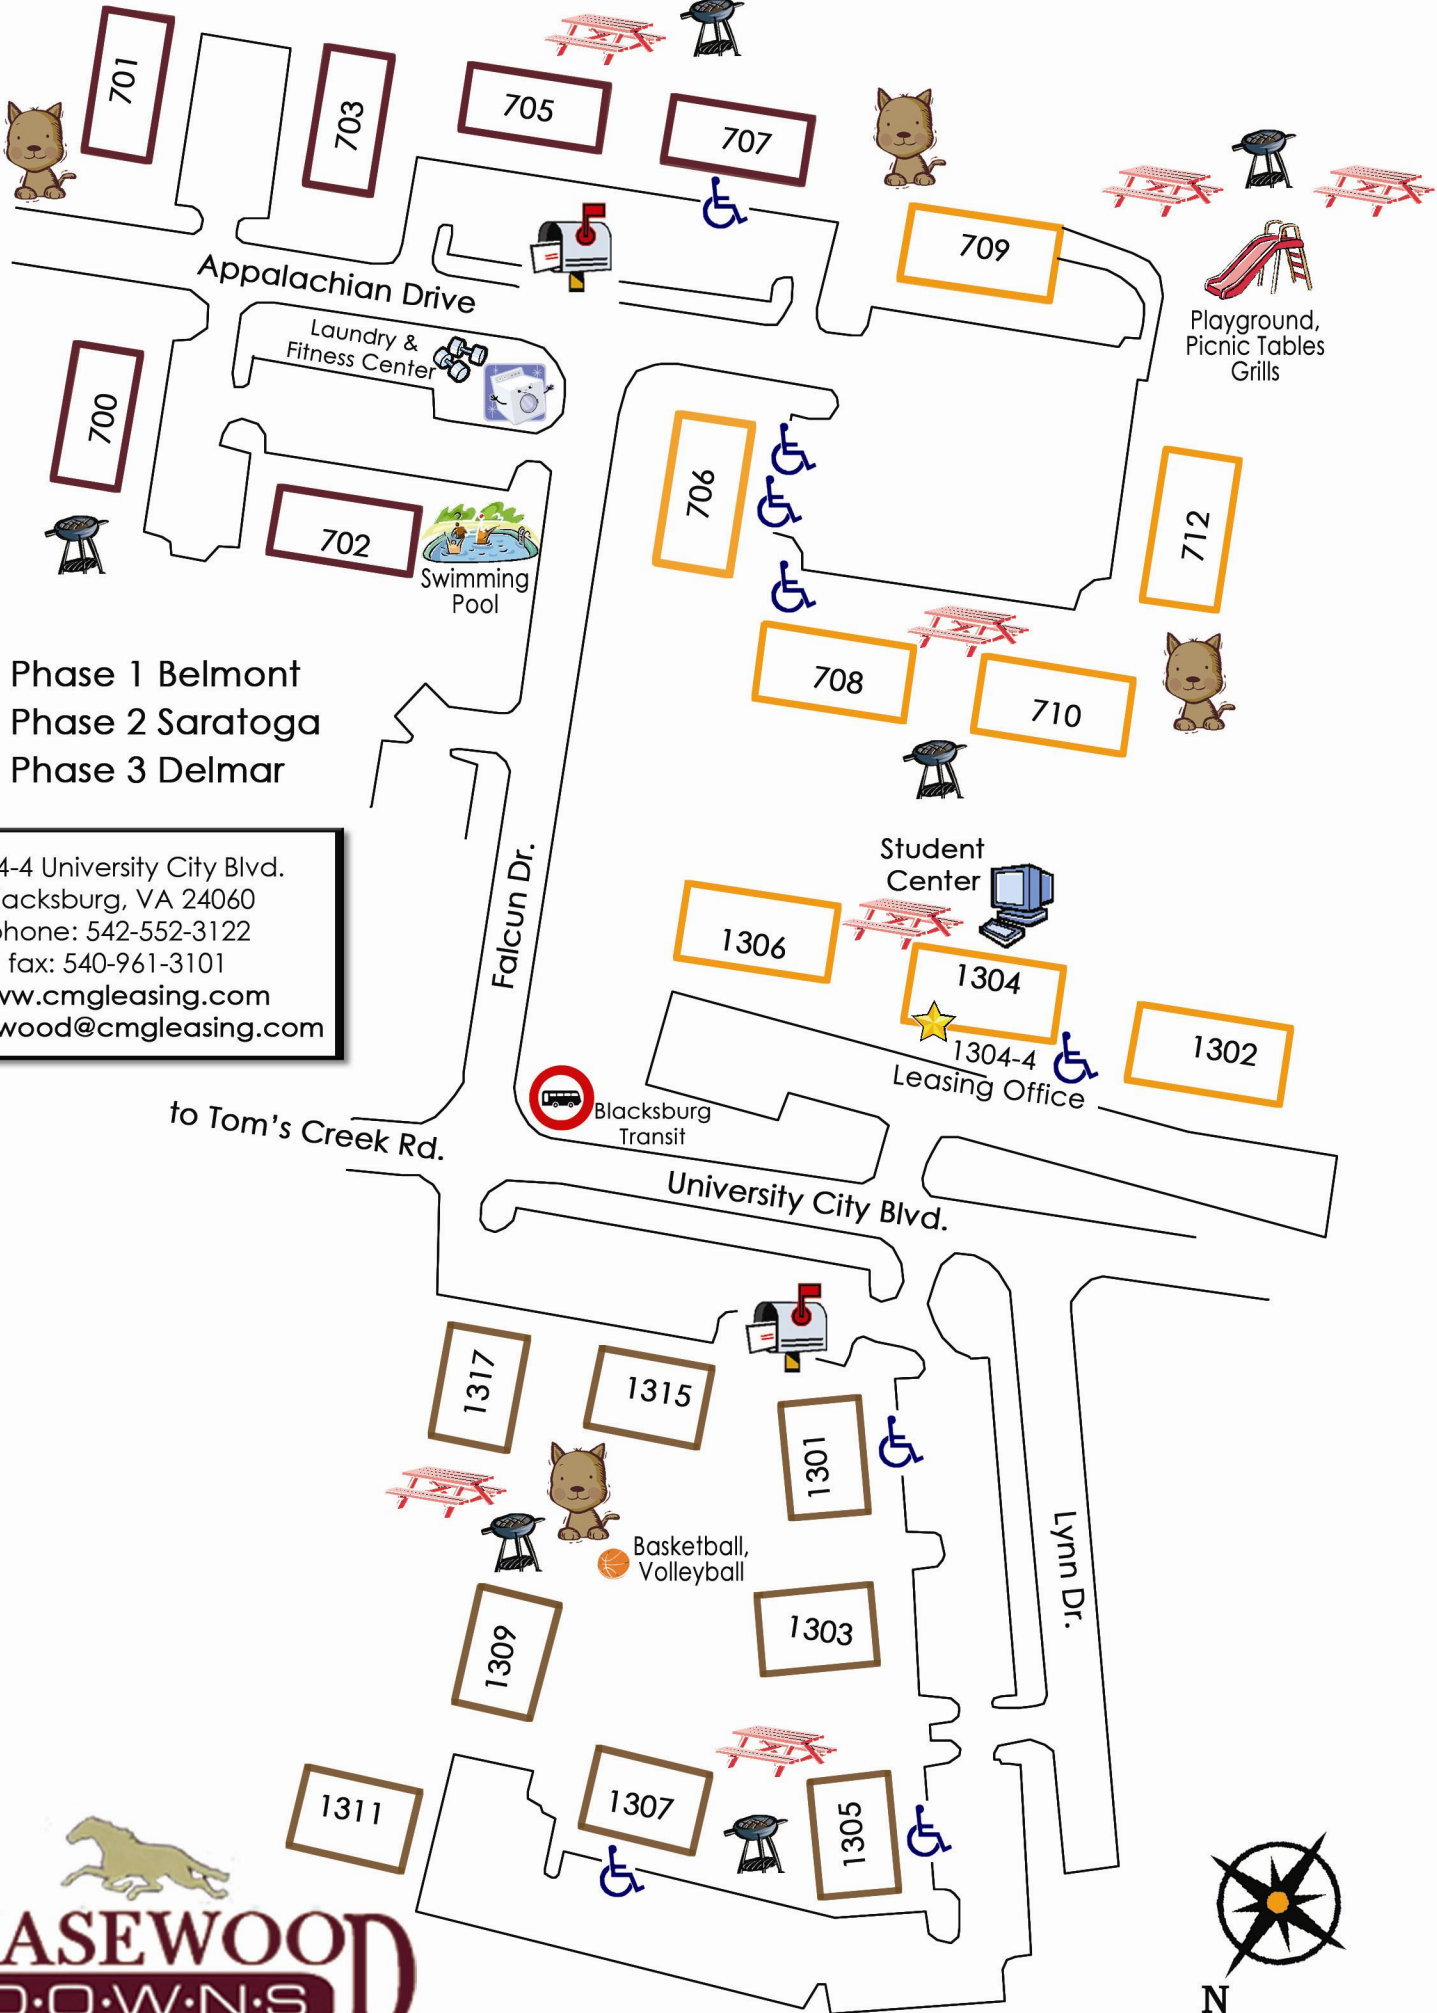 701
703
705
707
709
Appalachian Drive
Laundry &
Fitness Center
Playground,
Picnic Tables
Grills
700
702
Swimming
Pool
706
712
708
710
Phase 1 Belmont
Phase 2 Saratoga
Phase 3 Delmar
4-4 University City Blvd.
acksburg, VA 24060
phone: 542-552-3122
fax: 540-961-3101
ww.cmgleasing.com
wood@cmgleasing.com
Falcun Dr.
Student
Center
1306
1304
1302
1304-4
Leasing Office
Blacksburg
Transit
to Tom's Creek Rd.
University City Blvd.
1317
1315
1301
Basketball,
Volleyball
Lynn Dr.
1309
1303
1311
1307
1305
ASEWOOD
D·O·W·N·S
N